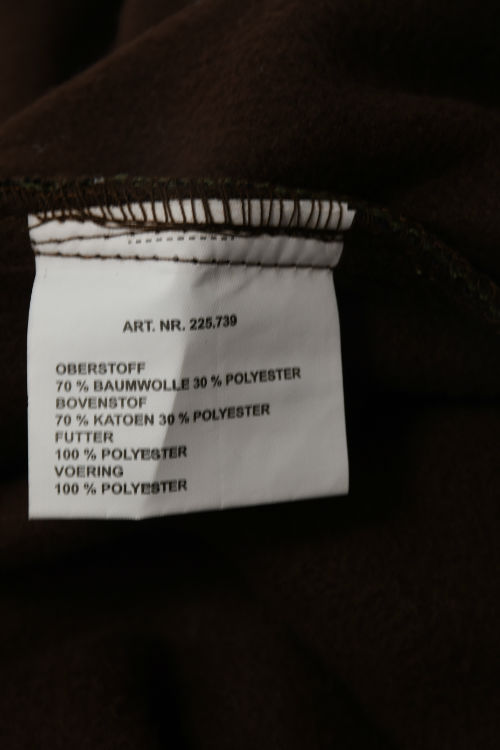 ART. NR. 225.739
OBERSTOFF
70 % BAUMWOLLE 30 % POLYESTER
BOVENSTOF
70 % KATOEN 30 % POLYESTER
FUTTER
100 % POLYESTER
VOERING
100 % POLYESTER